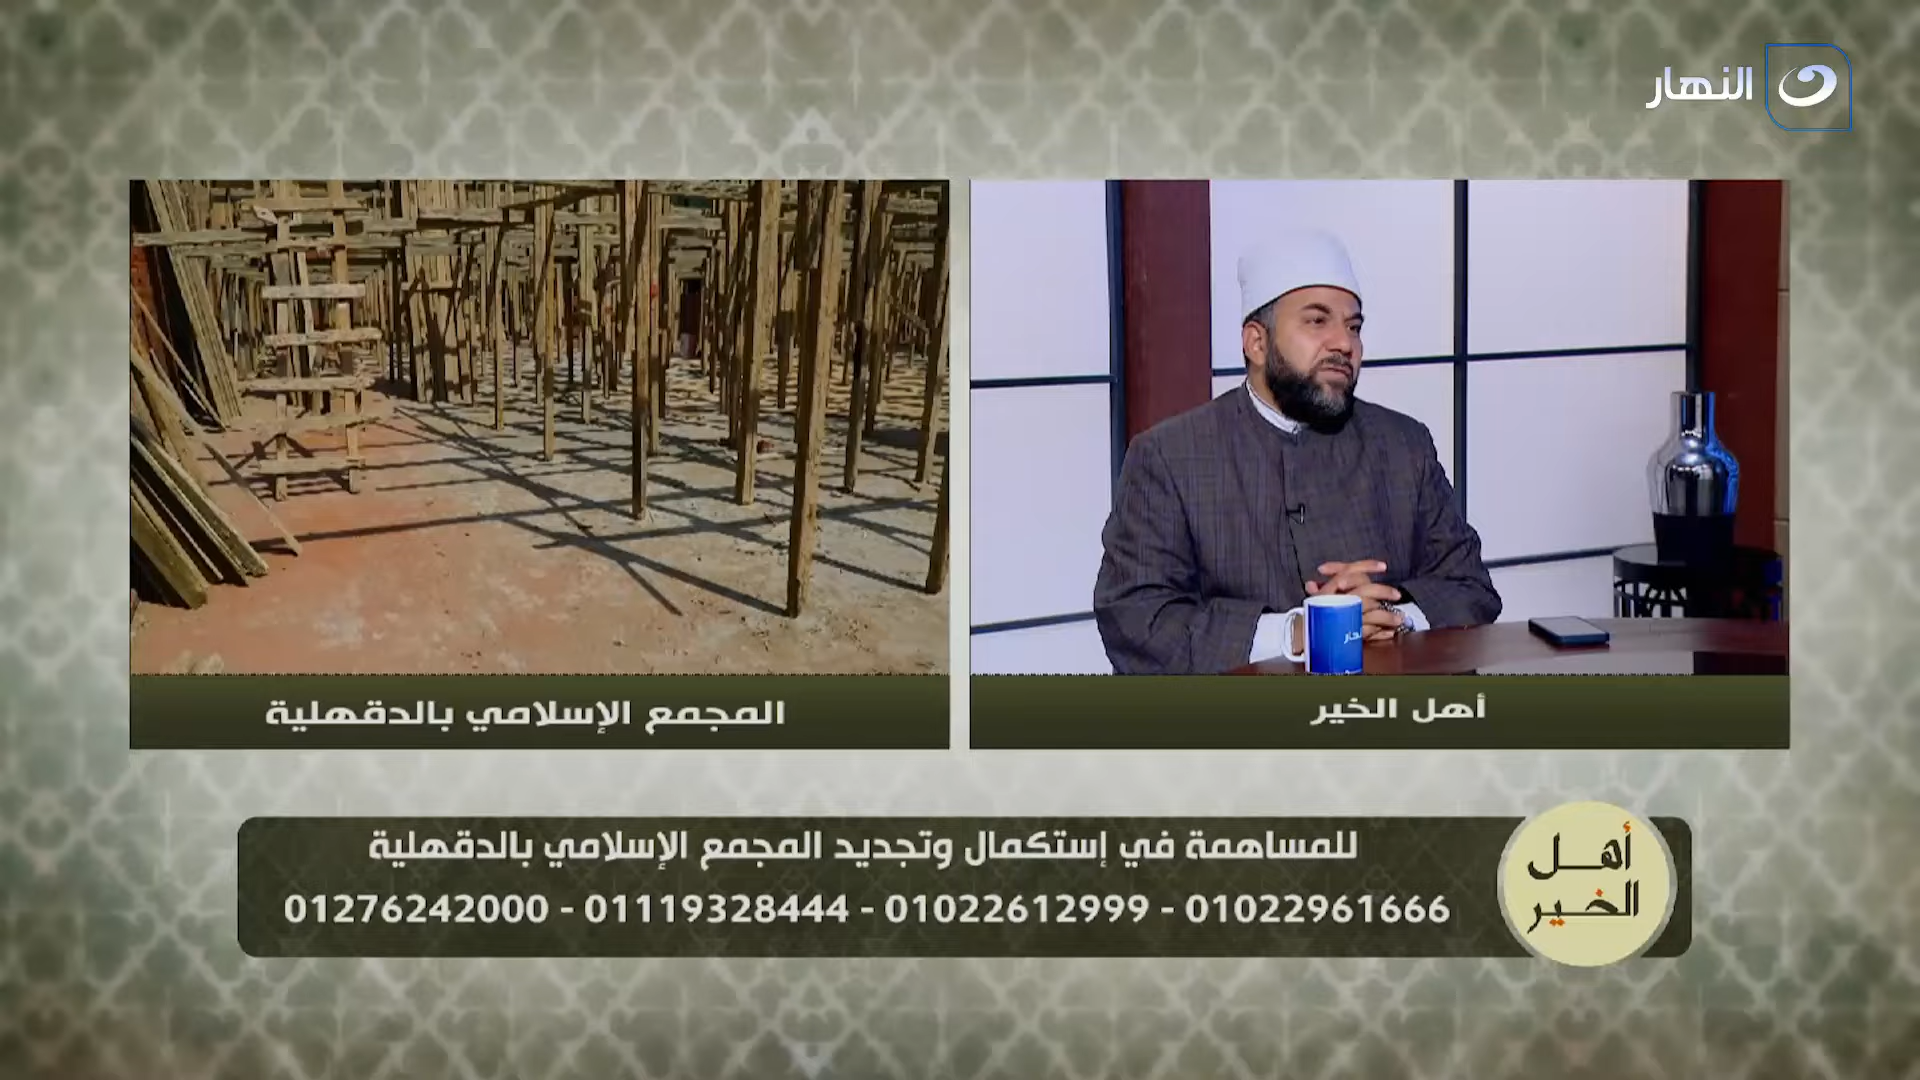 النهار
أهل الخير
المجمع الإسلامي بالدقهلية
أهل
الخير
للمساهمة في إستكمال وتجديد المجمع الإسلامي بالدقهلية
01276242000 - 01119328444 - 01022612999 - 01022961666